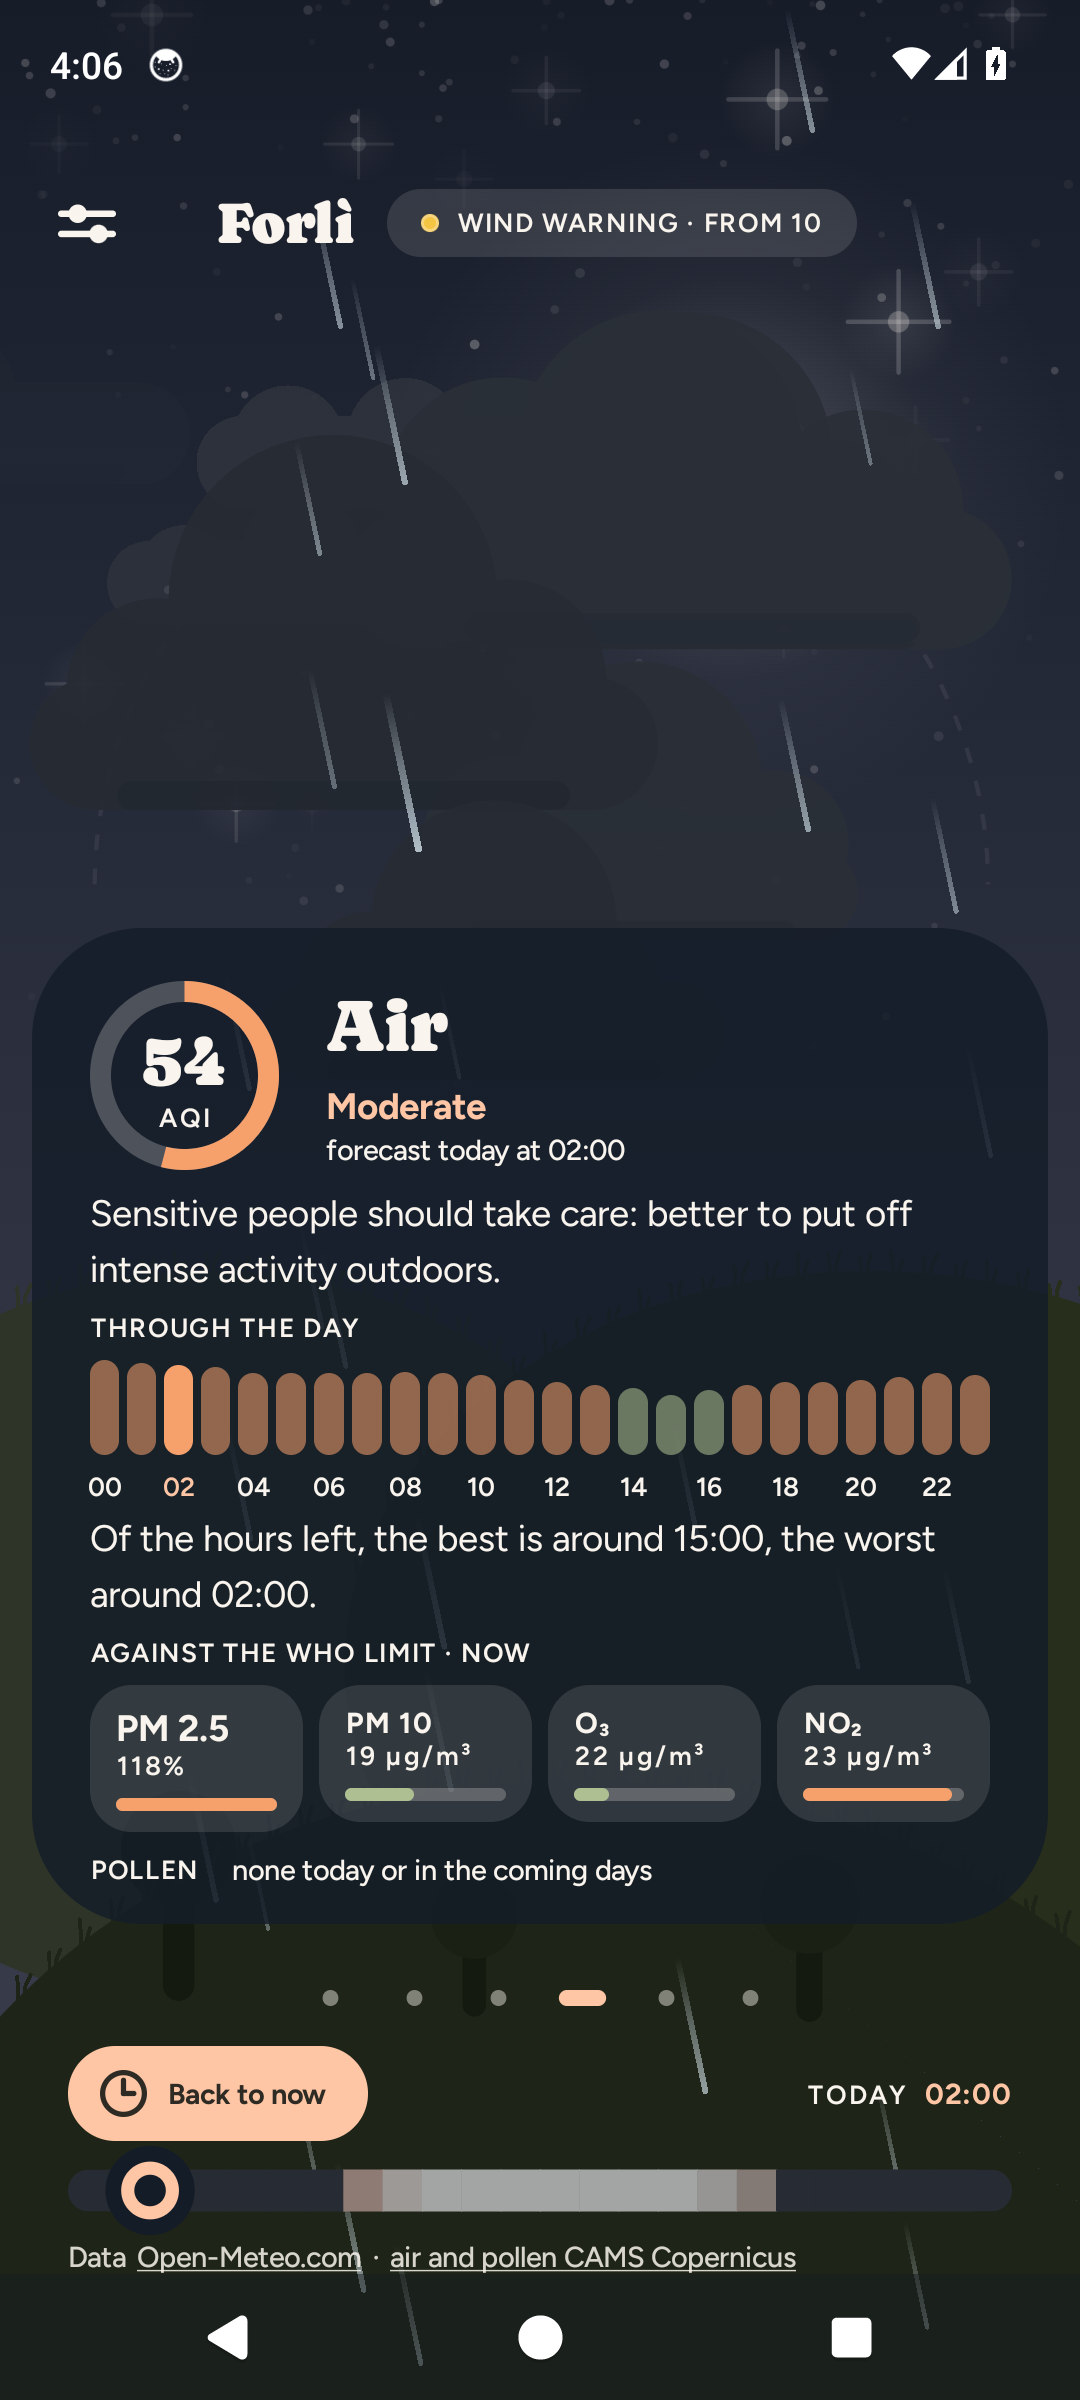 4:06
Forlì
WIND WARNING · FROM 10
54
AQI
Air
Moderate
forecast today at 02:00
Sensitive people should take care: better to put off
intense activity outdoors.
THROUGH THE DAY
00 02 04 06 08 10 12 14 16 18 20 22
Of the hours left, the best is around 15:00, the worst
around 02:00.
AGAINST THE WHO LIMIT · NOW
PM 2.5
118%
PM 10
19 µg/m³
O₃
22 µg/m³
NO₂
23 µg/m³
POLLEN none today or in the coming days
Back to now
TODAY 02:00
Data Open-Meteo.com · air and pollen CAMS Copernicus